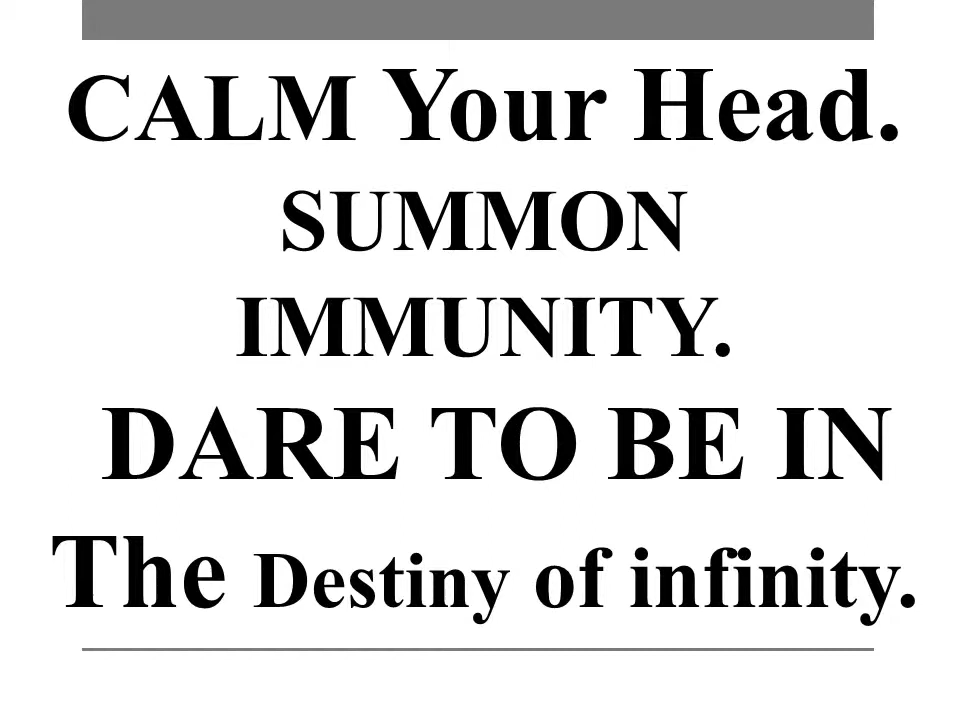 CALM Your Head.
SUMMON
IMMUNITY.
DARE TO BE IN
The Destiny of infinity.